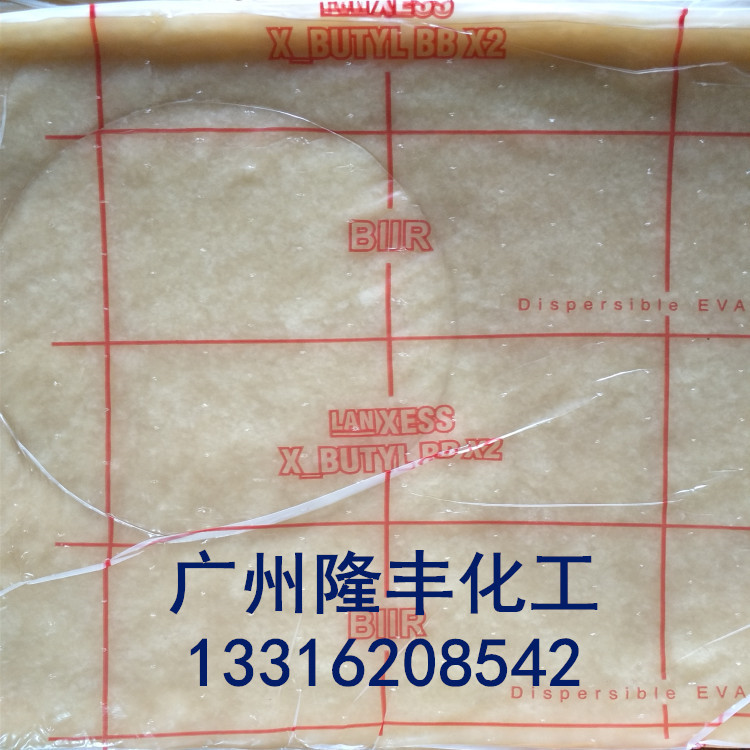 LANXESS
X_BUTYL BB X2
BIIR
Dispersible EVA
LANXESS
X_BUTYL BB X2
广州隆丰化工
BIIR
13316208542
Dispersible EVA